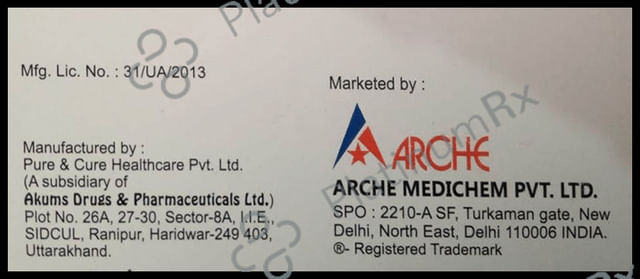 Mfg. Lic. No. : 31/UA/2013
Manufactured by :
Pure & Cure Healthcare Pvt. Ltd.
(A subsidiary of
Akums Drugs & Pharmaceuticals Ltd.)
Plot No. 26A, 27-30, Sector-8A, I.I.E.,
SIDCUL, Ranipur, Haridwar-249 403,
Uttarakhand.
Marketed by :
ARCHE
ARCHE MEDICHEM PVT. LTD.
SPO : 2210-A SF, Turkaman gate, New
Delhi, North East, Delhi 110006 INDIA.
®- Registered Trademark
PlatinumRx